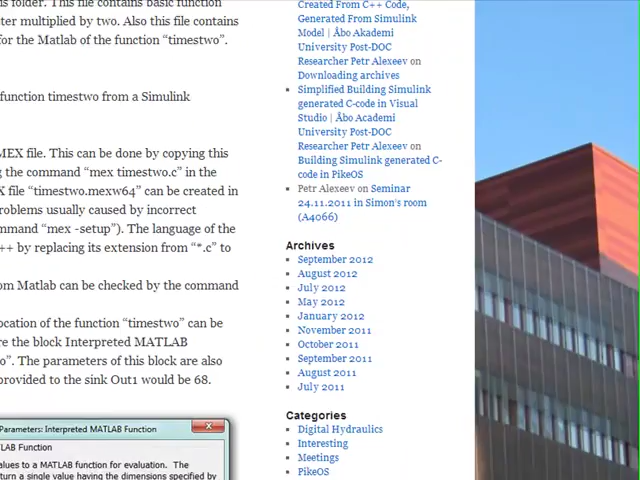 is folder. This file contains basic function
ter multiplied by two. Also this file contains
for the Matlab of the function “timestwo”.
function timestwo from a Simulink
MEX file. This can be done by copying this
g the command “mex timestwo.c” in the
X file “timestwo.mexw64” can be created in
roblems usually caused by incorrect
mmand “mex -setup”). The language of the
++ by replacing its extension from “*.c” to
om Matlab can be checked by the command
ocation of the function “timestwo” can be
re the block Interpreted MATLAB
o”. The parameters of this block are also
provided to the sink Out1 would be 68.
Parameters: Interpreted MATLAB Function
LAB Function
alues to a MATLAB function for evaluation. The
turn a single value having the dimensions specified by
Created From C++ Code,
Generated From Simulink
Model | Åbo Akademi
University Post-DOC
Researcher Petr Alexeev on
Downloading archives
Simplified Building Simulink
generated C-code in Visual
Studio | Åbo Academi
University Post-DOC
Researcher Petr Alexeev on
Building Simulink generated C-
code in PikeOS
Petr Alexeev on Seminar
24.11.2011 in Simon’s room
(A4066)
Archives
September 2012
August 2012
July 2012
May 2012
January 2012
November 2011
October 2011
September 2011
August 2011
July 2011
Categories
Digital Hydraulics
Interesting
Meetings
PikeOS